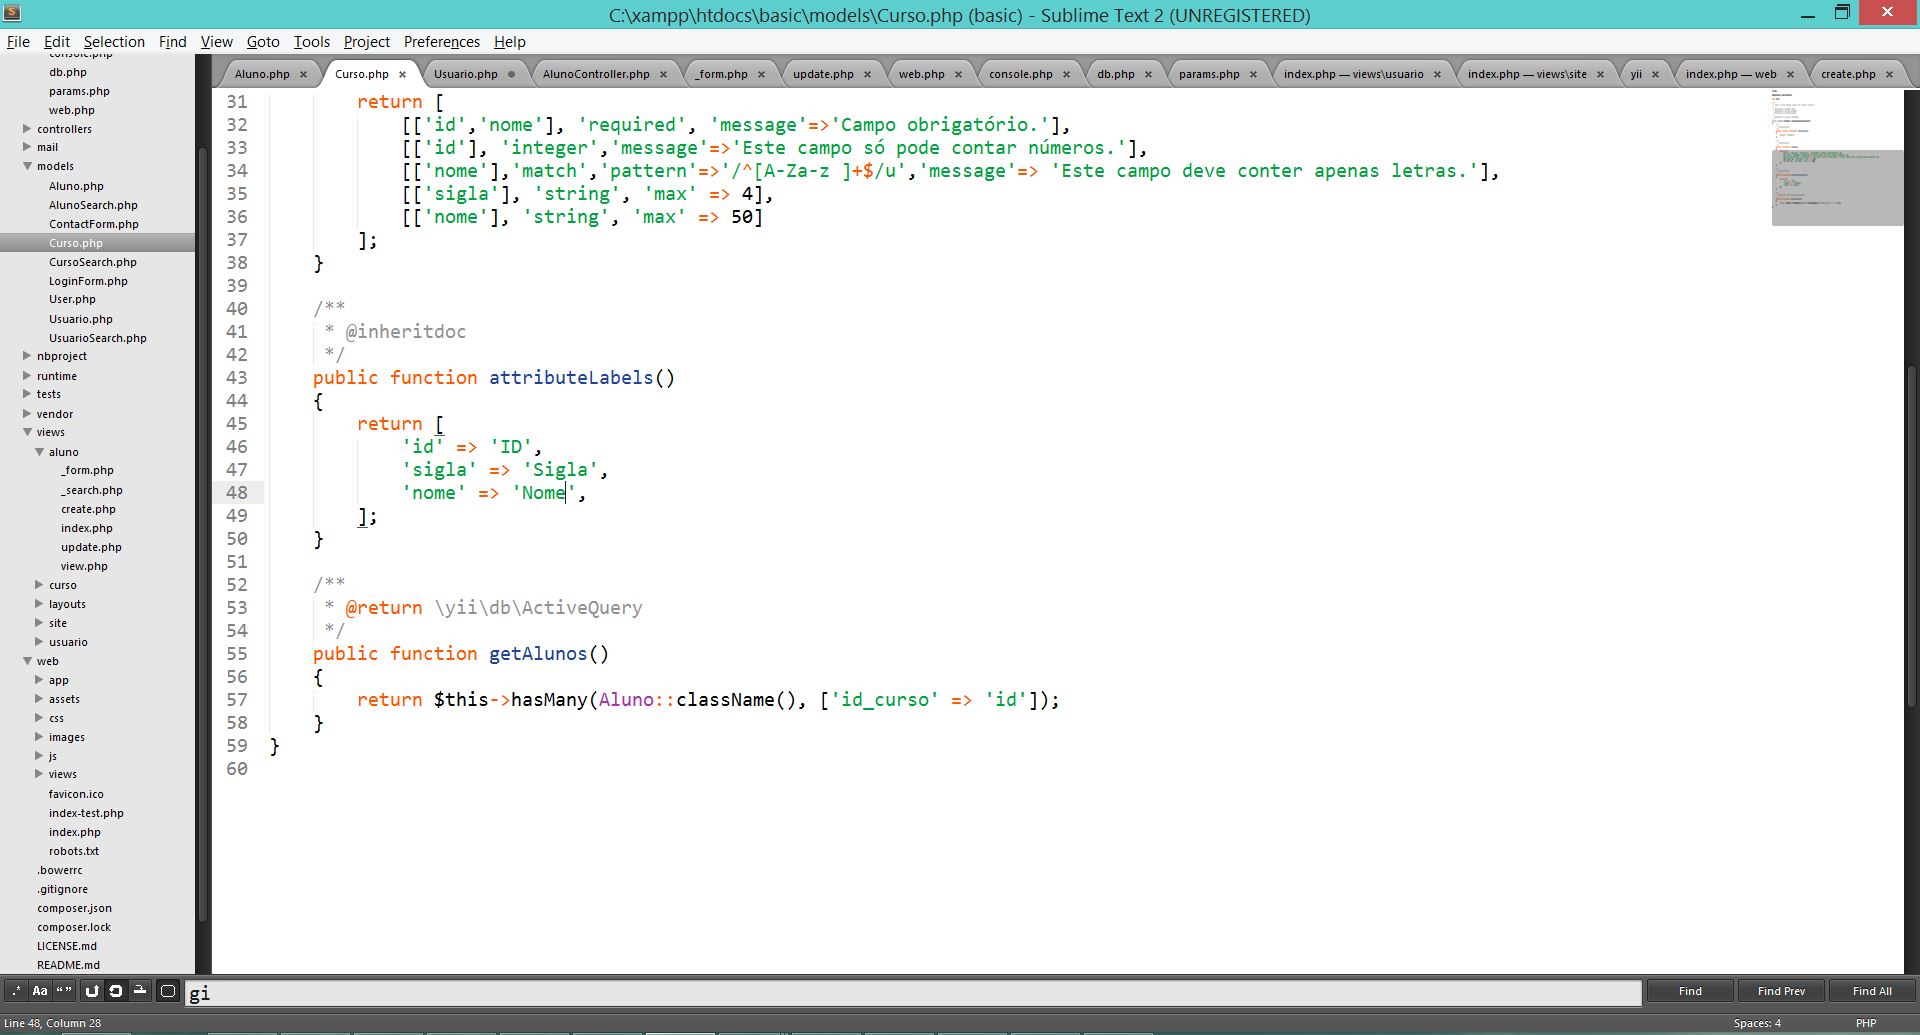 C:\xampp\htdocs\basic\models\Curso.php (basic) - Sublime Text 2 (UNREGISTERED)
File Edit Selection Find View Goto Tools Project Preferences Help
console.php
db.php
params.php
web.php
controllers
mail
models
Aluno.php
AlunoSearch.php
ContactForm.php
Curso.php
CursoSearch.php
LoginForm.php
User.php
Usuario.php
UsuarioSearch.php
nbproject
runtime
tests
vendor
views
aluno
_form.php
_search.php
create.php
index.php
update.php
view.php
curso
layouts
site
usuario
web
app
assets
css
images
js
views
favicon.ico
index-test.php
index.php
robots.txt
.bowerrc
.gitignore
composer.json
composer.lock
LICENSE.md
README.md
Aluno.php Curso.php Usuario.php AlunoController.php _form.php update.php web.php console.php db.php params.php index.php — views\usuario index.php — views\site yii index.php — web create.php
31 return [
32 [['id','nome'], 'required', 'message'=>'Campo obrigatório.'],
33 [['id'], 'integer','message'=>'Este campo só pode contar números.'],
34 [['nome'],'match','pattern'=>'/^[A-Za-z ]+$/u','message'=> 'Este campo deve conter apenas letras.'],
35 [['sigla'], 'string', 'max' => 4],
36 [['nome'], 'string', 'max' => 50]
37 ];
38 }
39
40 /**
41 * @inheritdoc
42 */
43 public function attributeLabels()
44 {
45 return [
46 'id' => 'ID',
47 'sigla' => 'Sigla',
48 'nome' => 'Nome',
49 ];
50 }
51
52 /**
53 * @return \yii\db\ActiveQuery
54 */
55 public function getAlunos()
56 {
57 return $this->hasMany(Aluno::className(), ['id_curso' => 'id']);
58 }
59 }
60
.* Aa “” gi Find Find Prev Find All
Line 48, Column 28 Spaces: 4 PHP